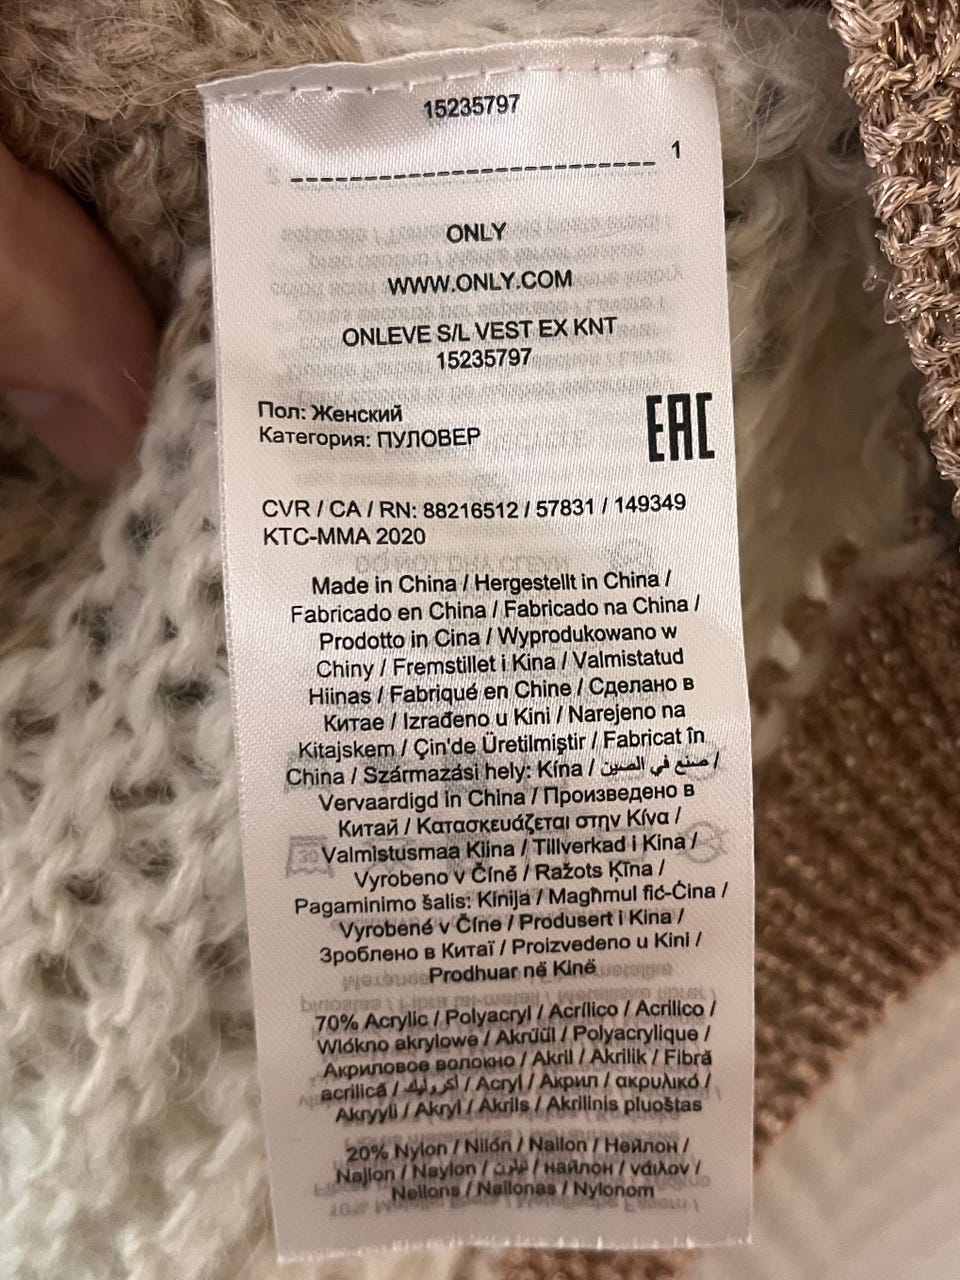 15235797
1
ONLY
WWW.ONLY.COM
ONLEVE S/L VEST EX KNT
15235797
Пол: Женский
Категория: ПУЛОВЕР
EAC
CVR / CA / RN: 88216512 / 57831 / 149349
KTC-MMA 2020
Made in China / Hergestellt in China /
Fabricado en China / Fabricado na China /
Prodotto in Cina / Wyprodukowano w
Chiny / Fremstillet i Kina / Valmistatud
Hiinas / Fabriqué en Chine / Сделано в
Китае / Izrađeno u Kini / Narejeno na
Kitajskem / Çin'de Üretilmiştir / Fabricat în
China / Származási hely: Kína / صنع في الصين /
Vervaardigd in China / Произведено в
Китай / Κατασκευάζεται στην Κίνα /
Valmistusmaa Kiina / Tillverkad i Kina /
Vyrobeno v Číně / Ražots Ķīna /
Pagaminimo šalis: Kinija / Magħmul fiċ-Ċina /
Vyrobené v Číne / Produsert i Kina /
Зроблено в Китаї / Proizvedeno u Kini /
Prodhuar në Kinë
70% Acrylic / Polyacryl / Acrílico / Acrilico /
Włókno akrylowe / Akrüül / Polyacrylique /
Акриловое волокно / Akril / Akrilik / Fibră
acrilică / أكريليك / Acryl / Акрил / ακρυλικό /
Akryyli / Akryl / Akrils / Akrilinis pluoštas
20% Nylon / Nilón / Nailon / Нейлон /
Najlon / Naylon / نايلون / найлон / νάιλον /
Neilons / Nailonas / Nylonom